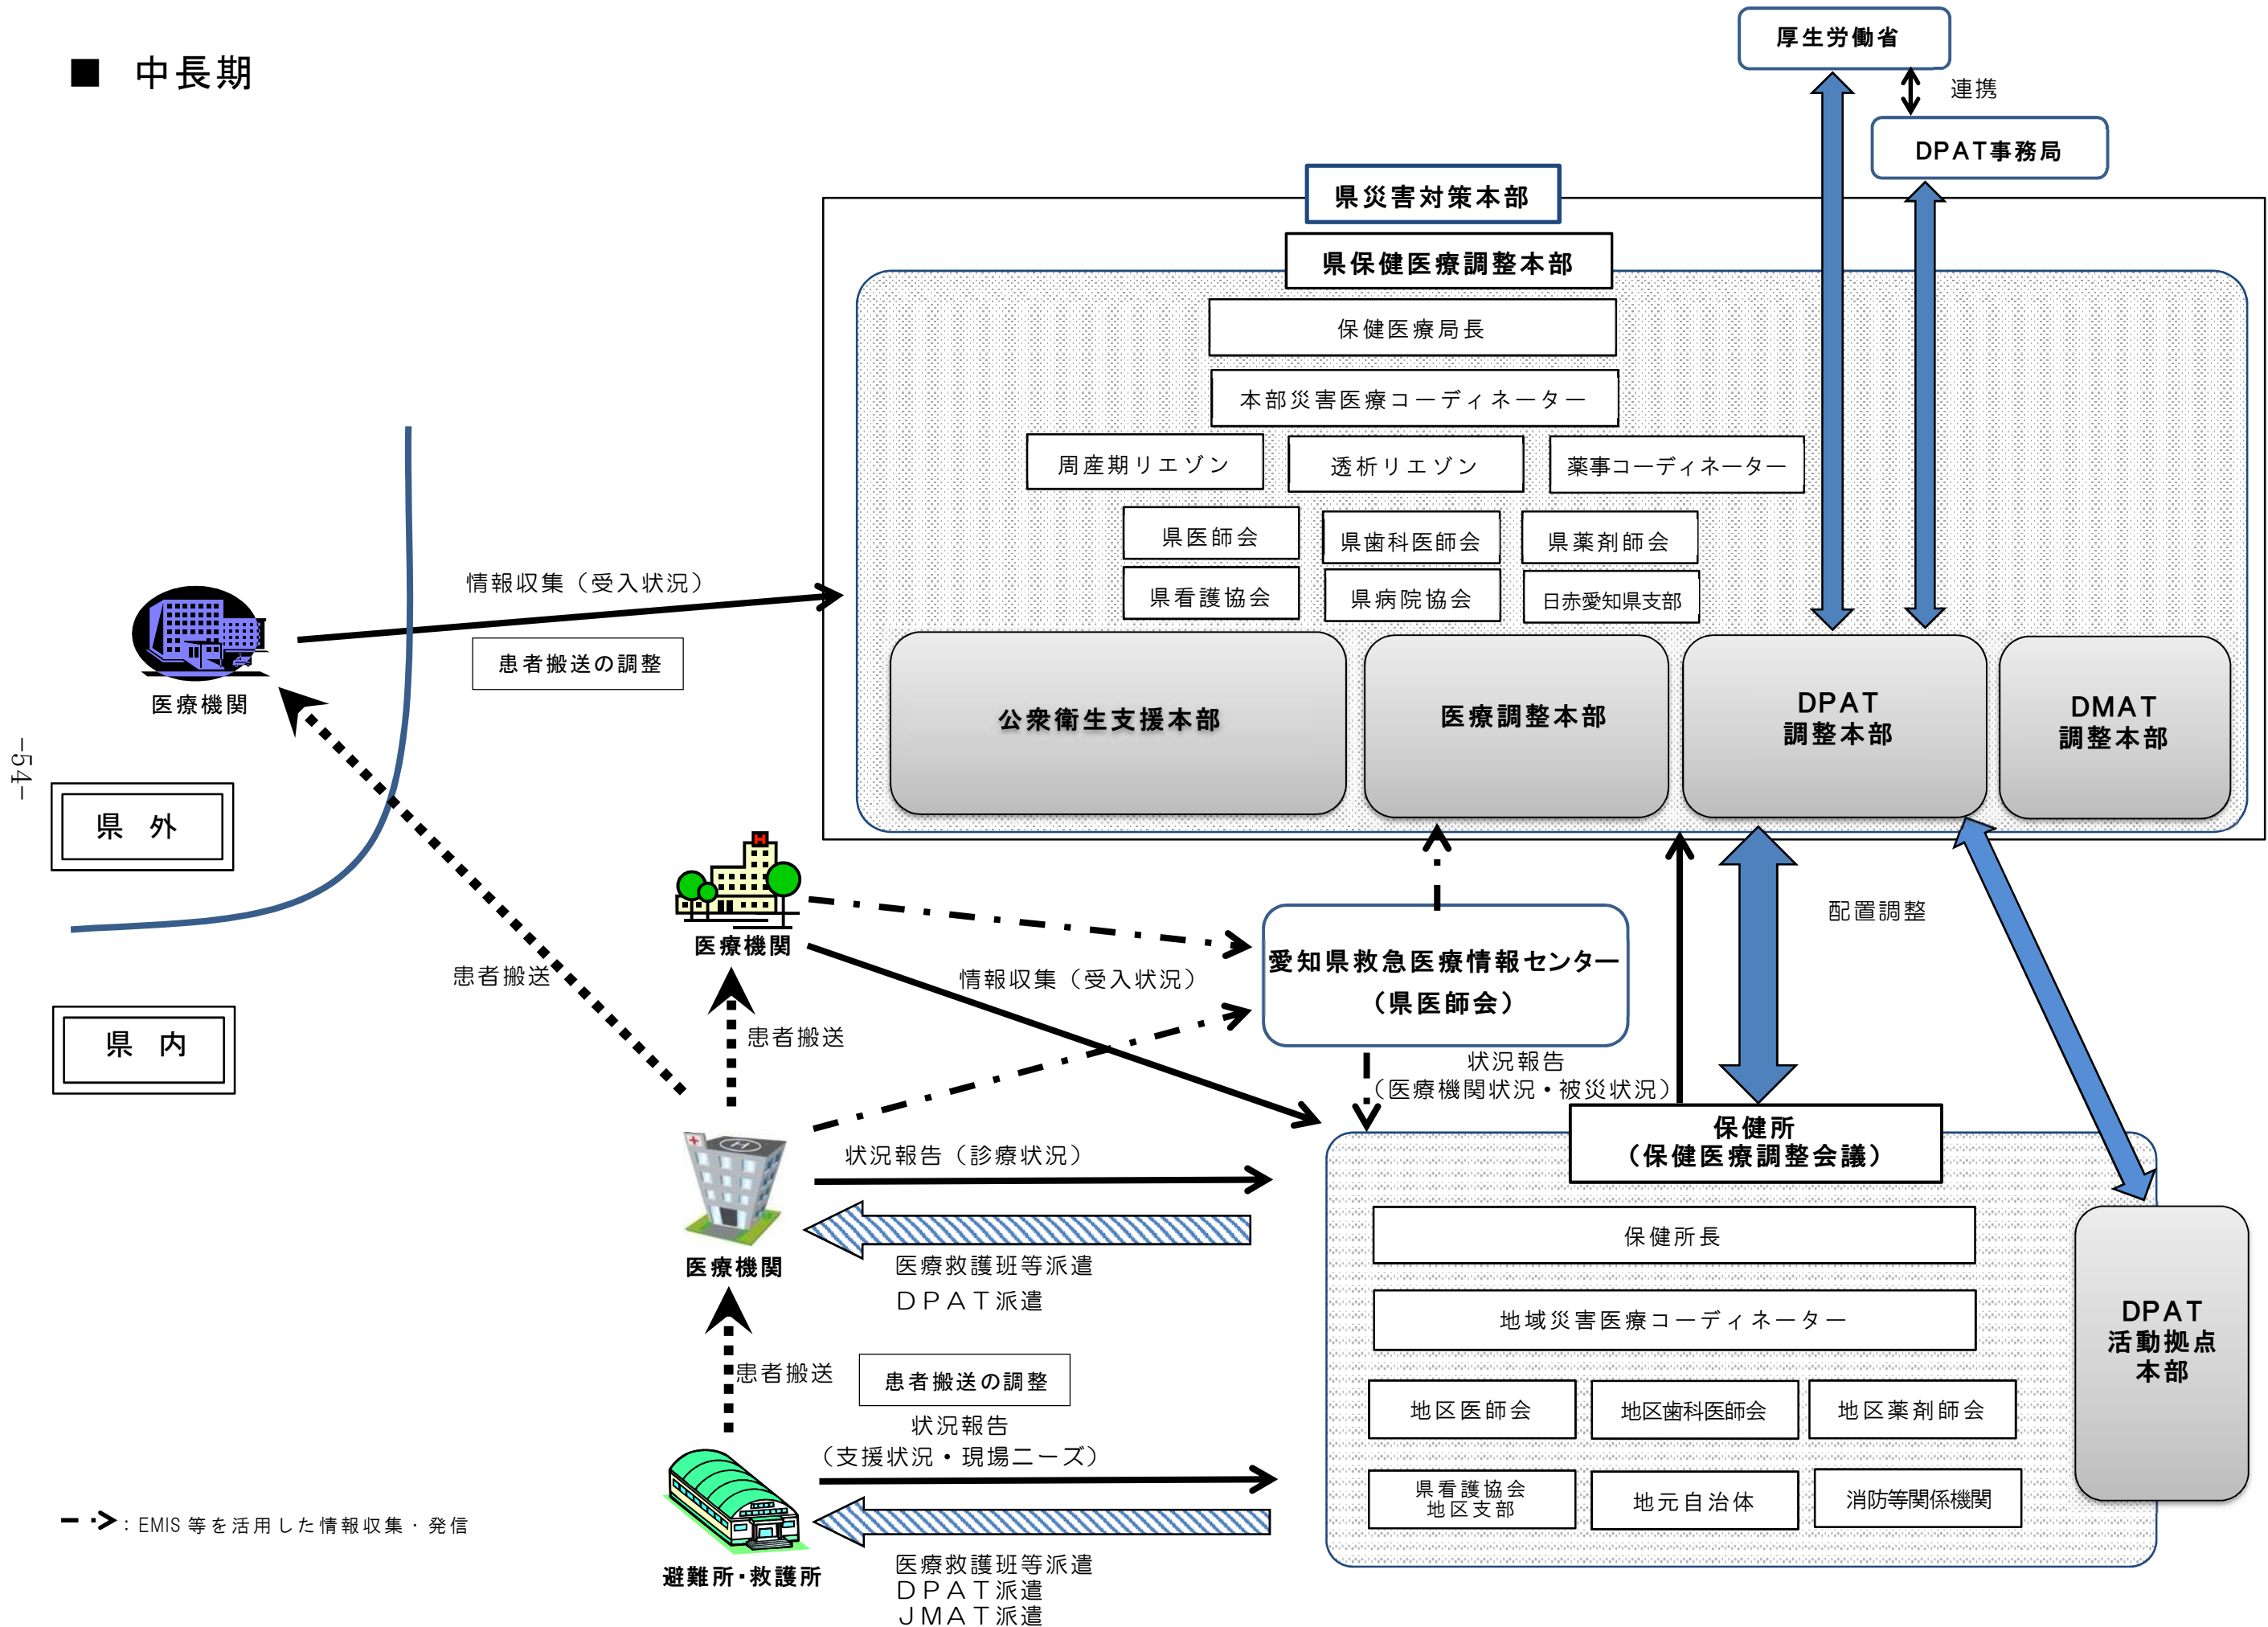 ■ 中長期
厚生労働省
連携
DPAT事務局
県災害対策本部
県保健医療調整本部
保健医療局長
本部災害医療コーディネーター
周産期リエゾン
透析リエゾン
薬事コーディネーター
県医師会
県歯科医師会
県薬剤師会
県看護協会
県病院協会
日赤愛知県支部
公衆衛生支援本部
医療調整本部
DPAT
調整本部
DMAT
調整本部
情報収集（受入状況）
患者搬送の調整
医療機関
-54-
県 外
県 内
患者搬送
医療機関
患者搬送
情報収集（受入状況）
愛知県救急医療情報センター
（県医師会）
配置調整
状況報告
（医療機関状況・被災状況）
保健所
（保健医療調整会議）
保健所長
地域災害医療コーディネーター
地区医師会
地区歯科医師会
地区薬剤師会
県看護協会
地区支部
地元自治体
消防等関係機関
DPAT
活動拠点
本部
状況報告（診療状況）
医療機関
医療救護班等派遣
ＤＰＡＴ派遣
患者搬送
患者搬送の調整
状況報告
（支援状況・現場ニーズ）
避難所・救護所
医療救護班等派遣
ＤＰＡＴ派遣
ＪＭＡＴ派遣
：EMIS 等を活用した情報収集・発信